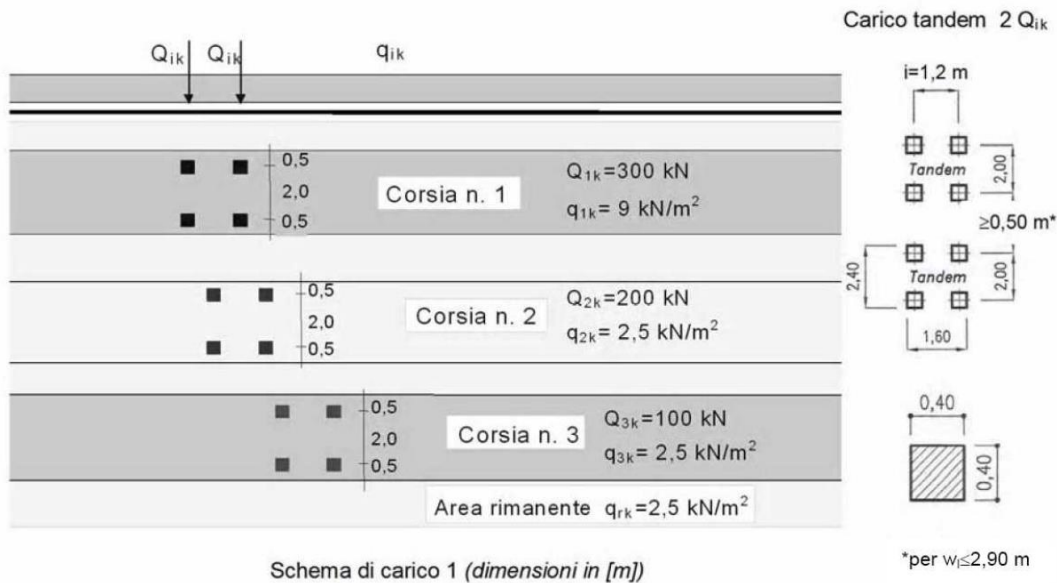 Carico tandem 2 Qik
Qik Qik qik
i=1,2 m
0,5
2,0
0,5
Corsia n. 1
Q1k=300 kN
q1k= 9 kN/m²
Tandem
2,00
≥0,50 m*
0,5
2,0
0,5
Corsia n. 2
Q2k=200 kN
q2k= 2,5 kN/m²
2,40
Tandem
2,00
1,60
0,5
2,0
0,5
Corsia n. 3
Q3k=100 kN
q3k= 2,5 kN/m²
0,40
0,40
Area rimanente qrk=2,5 kN/m²
Schema di carico 1 (dimensioni in [m])
*per wl≤2,90 m